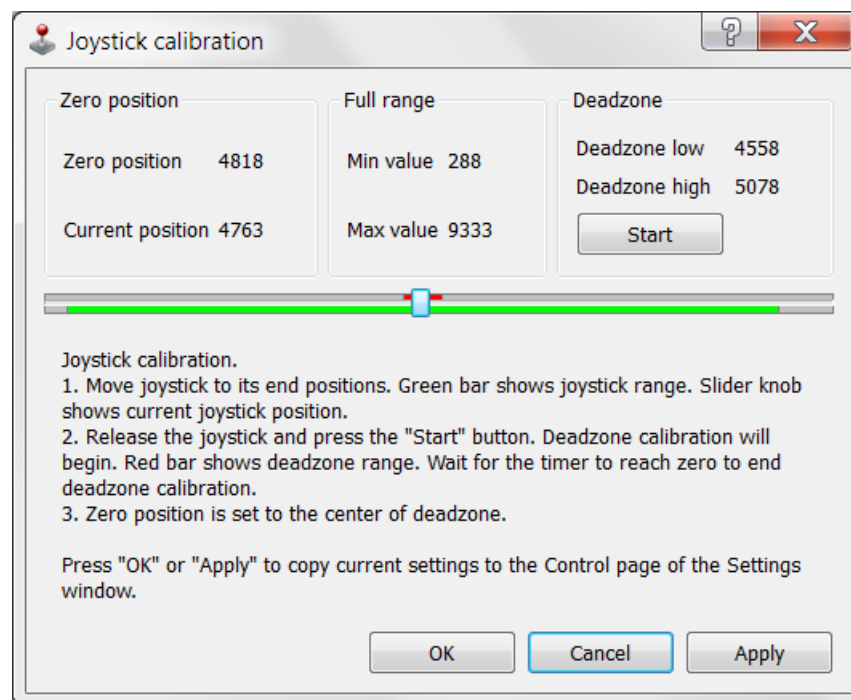 Joystick calibration
Zero position
Full range
Deadzone
Zero position 4818
Min value 288
Deadzone low 4558
Deadzone high 5078
Current position 4763
Max value 9333
Start
Joystick calibration.
1. Move joystick to its end positions. Green bar shows joystick range. Slider knob
shows current joystick position.
2. Release the joystick and press the "Start" button. Deadzone calibration will
begin. Red bar shows deadzone range. Wait for the timer to reach zero to end
deadzone calibration.
3. Zero position is set to the center of deadzone.
Press "OK" or "Apply" to copy current settings to the Control page of the Settings
window.
OK
Cancel
Apply